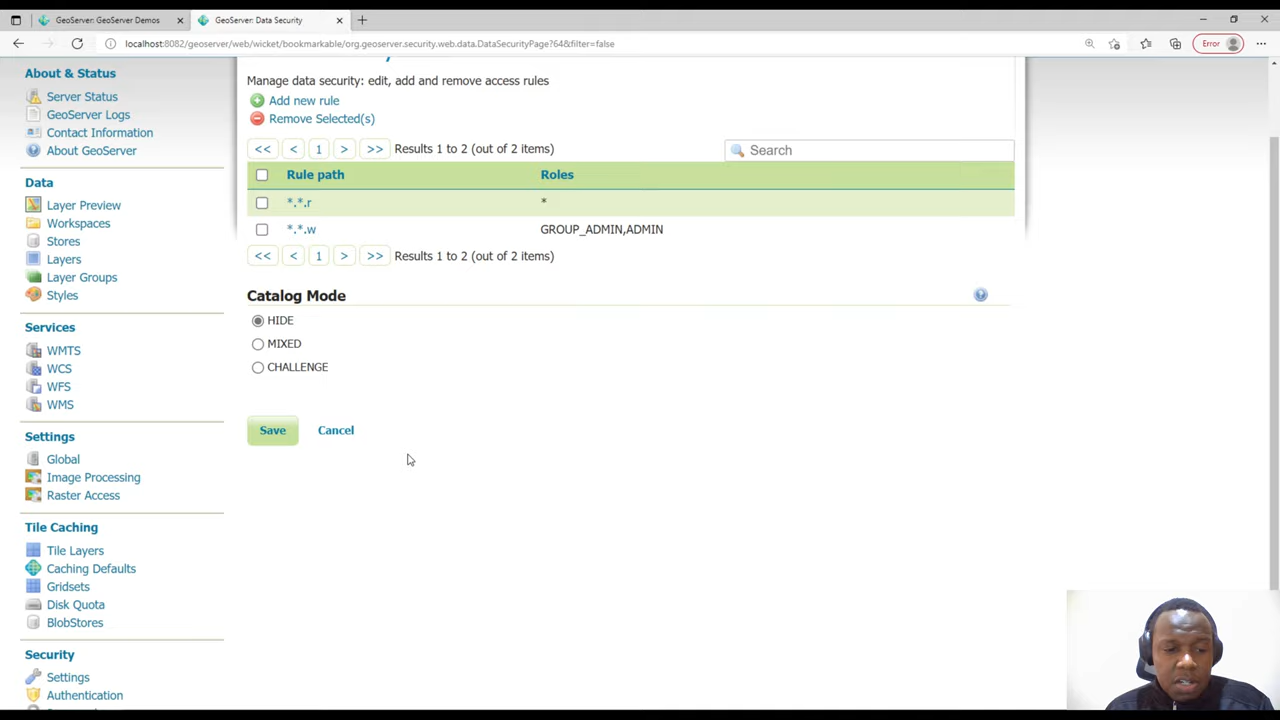 GeoServer: GeoServer Demos
GeoServer: Data Security
localhost:8082/geoserver/web/wicket/bookmarkable/org.geoserver.security.web.data.DataSecurityPage?64&filter=false
Error
About & Status
Server Status
GeoServer Logs
Contact Information
About GeoServer
Data
Layer Preview
Workspaces
Stores
Layers
Layer Groups
Styles
Services
WMTS
WCS
WFS
WMS
Settings
Global
Image Processing
Raster Access
Tile Caching
Tile Layers
Caching Defaults
Gridsets
Disk Quota
BlobStores
Security
Settings
Authentication
Manage data security: edit, add and remove access rules
Add new rule
Remove Selected(s)
<< < 1 > >> Results 1 to 2 (out of 2 items)
Search
Rule path Roles
*.*.r *
*.*.w GROUP_ADMIN,ADMIN
<< < 1 > >> Results 1 to 2 (out of 2 items)
Catalog Mode
HIDE
MIXED
CHALLENGE
Save Cancel